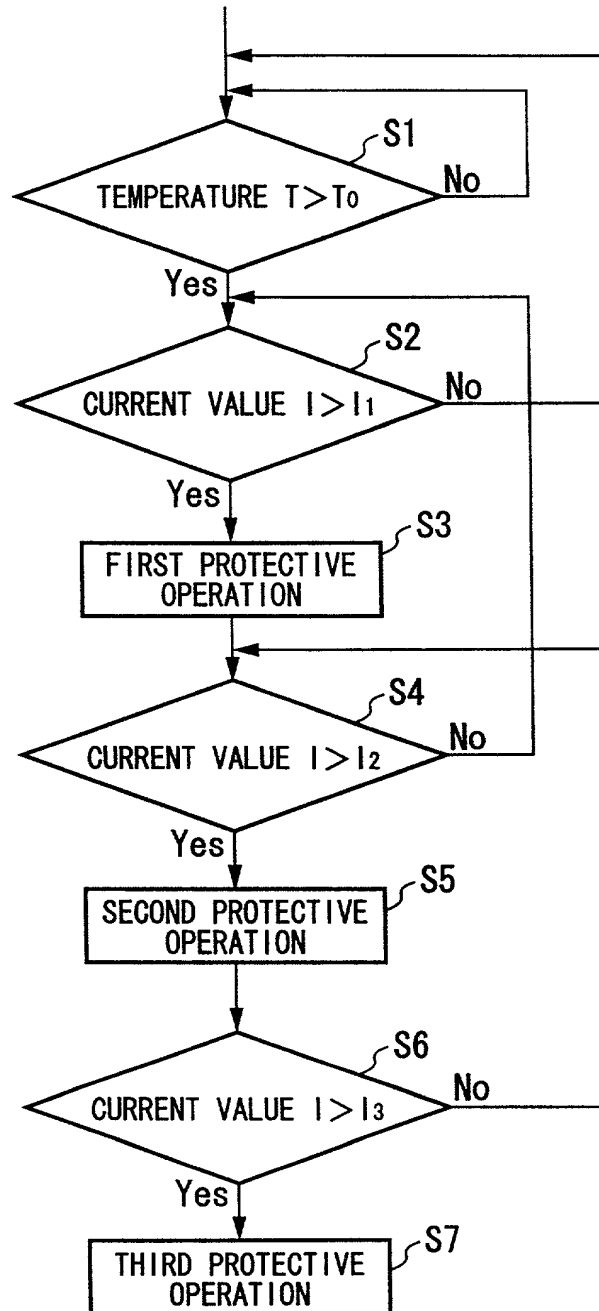 S1
TEMPERATURE T>T0
No
Yes
S2
CURRENT VALUE I>I1
No
Yes
S3
FIRST PROTECTIVE
OPERATION
S4
CURRENT VALUE I>I2
No
Yes
S5
SECOND PROTECTIVE
OPERATION
S6
CURRENT VALUE I>I3
No
Yes
S7
THIRD PROTECTIVE
OPERATION